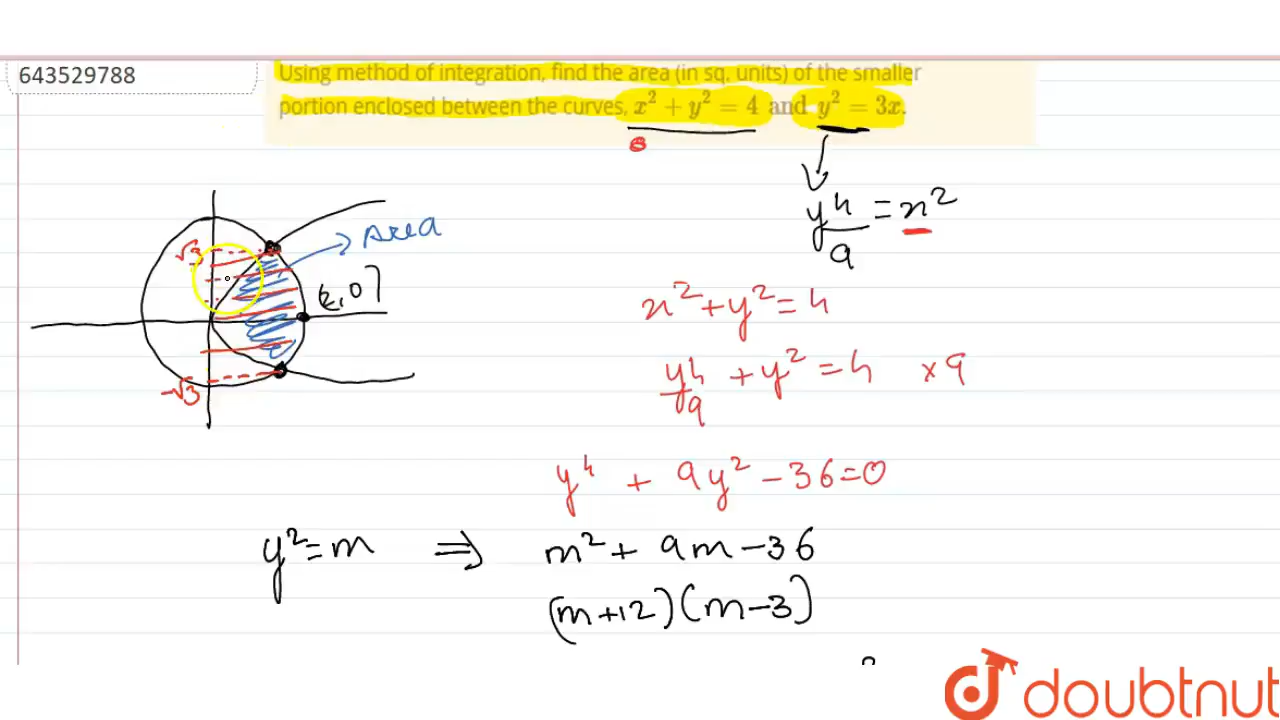 643529788
Using method of integration, find the area (in sq. units) of the smaller
portion enclosed between the curves, x² + y² = 4 and y² = 3x.
y⁴/9 = x²
Area
√3
(2,0)
-√3
x² + y² = 4
y⁴/9 + y² = 4 ×9
y⁴ + 9y² - 36 = 0
y² = m ⇒ m² + 9m - 36
(m+12)(m-3)
doubtnut